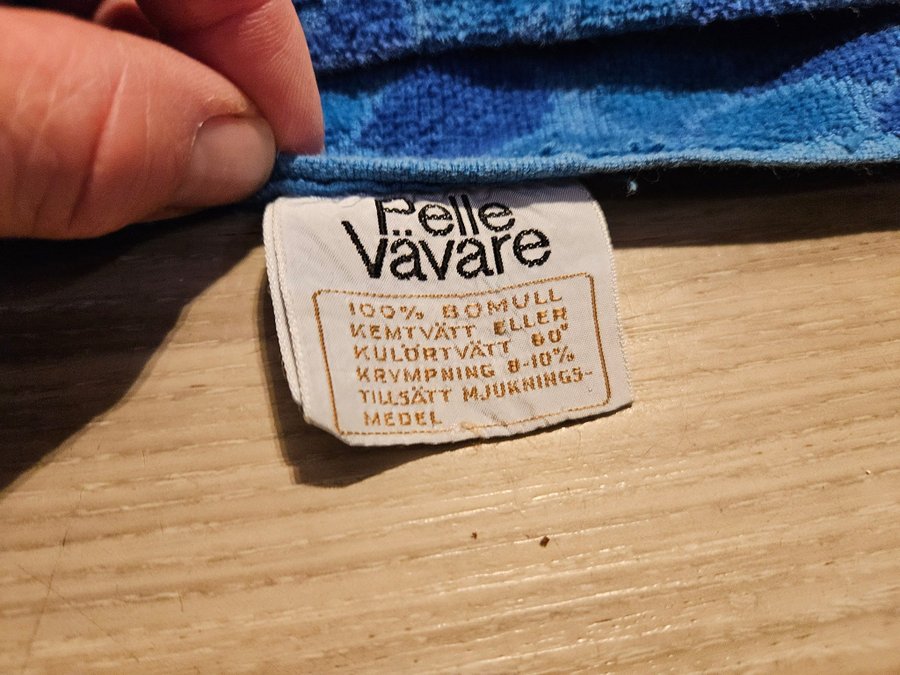 Pelle
Vävare
100% BOMULL
KEMTVÄTT ELLER
KULÖRTVÄTT 60°
KRYMPNING 8-10%
TILLSÄTT MJUKNINGS-
MEDEL